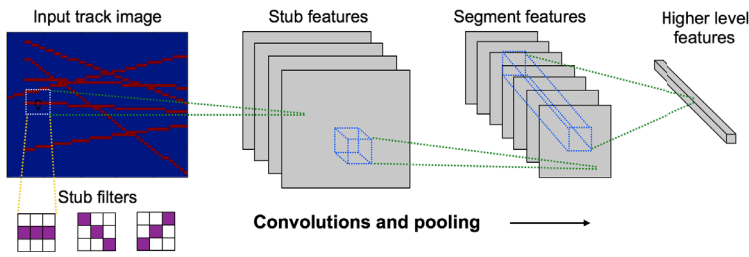 Input track image
Stub features
Segment features
Higher level
features
Stub filters
Convolutions and pooling